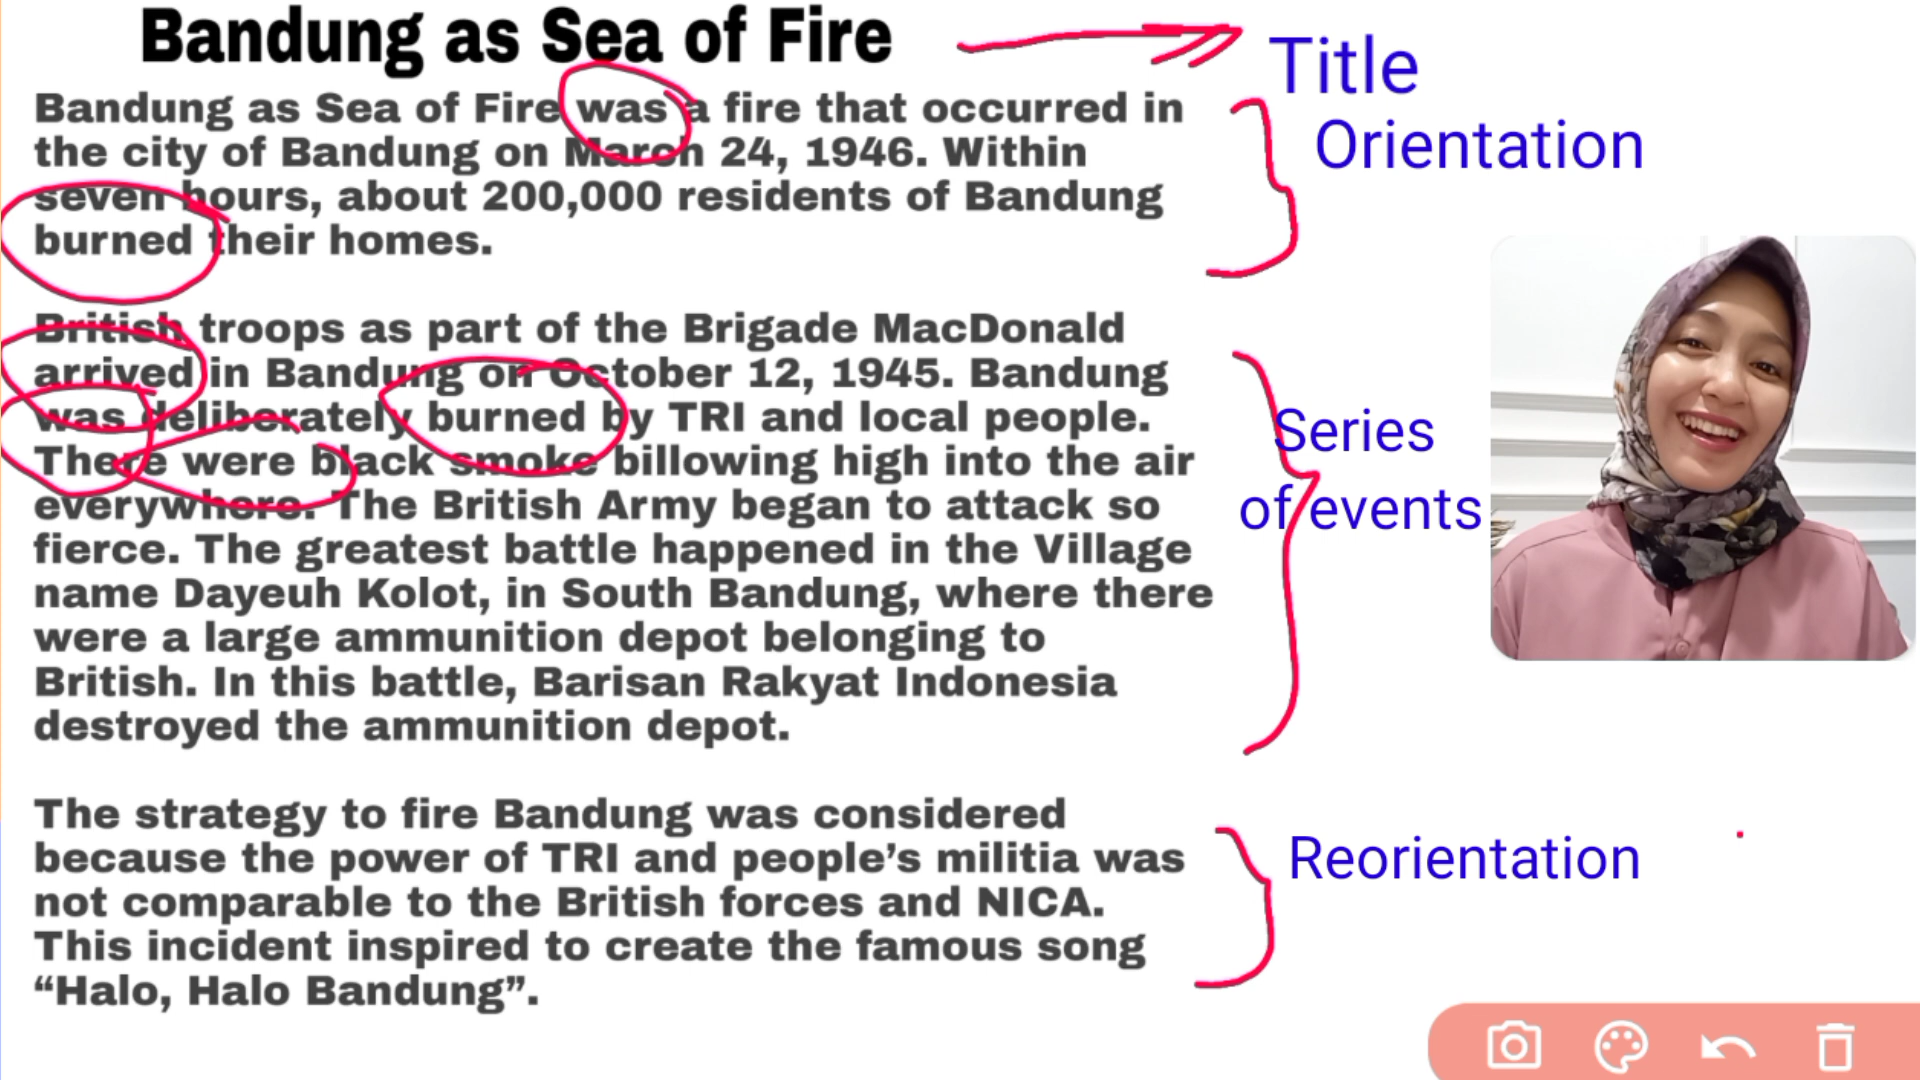 Bandung as Sea of Fire
Title
Bandung as Sea of Fire was a fire that occurred in
the city of Bandung on March 24, 1946. Within
seven hours, about 200,000 residents of Bandung
burned their homes.
Orientation
British troops as part of the Brigade MacDonald
arrived in Bandung on October 12, 1945. Bandung
was deliberately burned by TRI and local people.
There were black smoke billowing high into the air
everywhere. The British Army began to attack so
fierce. The greatest battle happened in the Village
name Dayeuh Kolot, in South Bandung, where there
were a large ammunition depot belonging to
British. In this battle, Barisan Rakyat Indonesia
destroyed the ammunition depot.
Series
of events
The strategy to fire Bandung was considered
because the power of TRI and people’s militia was
not comparable to the British forces and NICA.
This incident inspired to create the famous song
“Halo, Halo Bandung”.
Reorientation